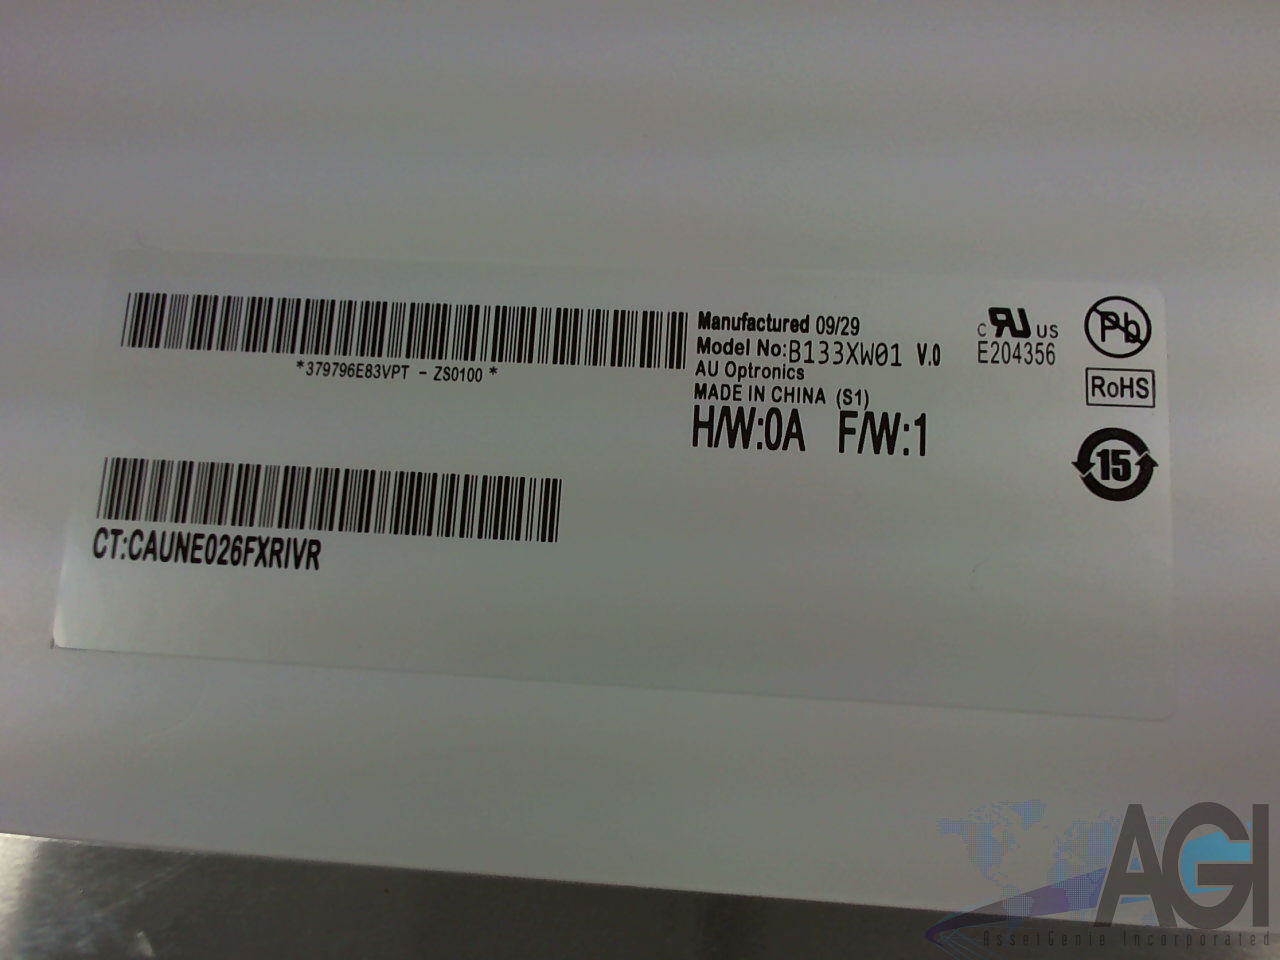 *379796E83VPT - ZS0100 *
Manufactured 09/29
Model No:B133XW01 V.0
AU Optronics
MADE IN CHINA (S1)
H/W:0A F/W:1
c RU US
E204356
Pb
RoHS
15
CT:CAUNE026FXRIVR
AGI
AssetGenie Incorporated